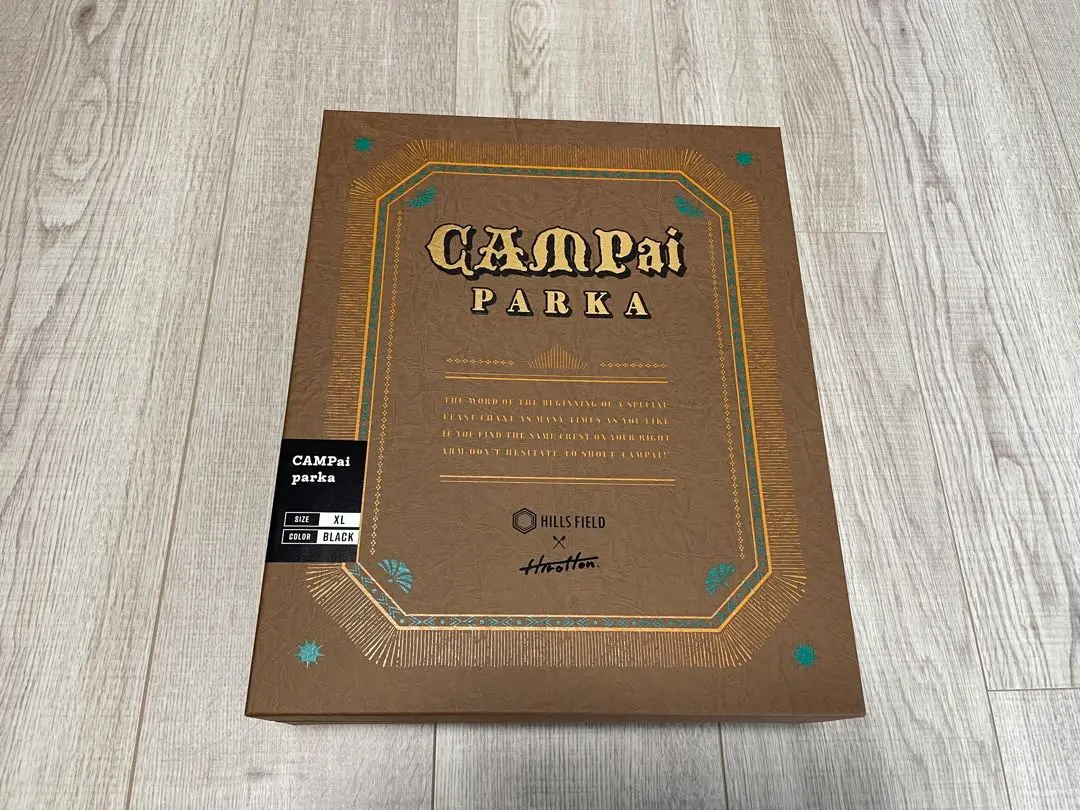 CAMPai
PARKA
THE WORD OF THE BEGINNING OF A SPECIAL
FEAST CHANT AS MANY TIMES AS YOU LIKE
IF YOU FIND THE SAME CREST ON YOUR RIGHT
ARM DON'T HESITATE TO SHOUT CAMPAI!
CAMPai
parka
SIZE XL
COLOR BLACK
HILLS FIELD